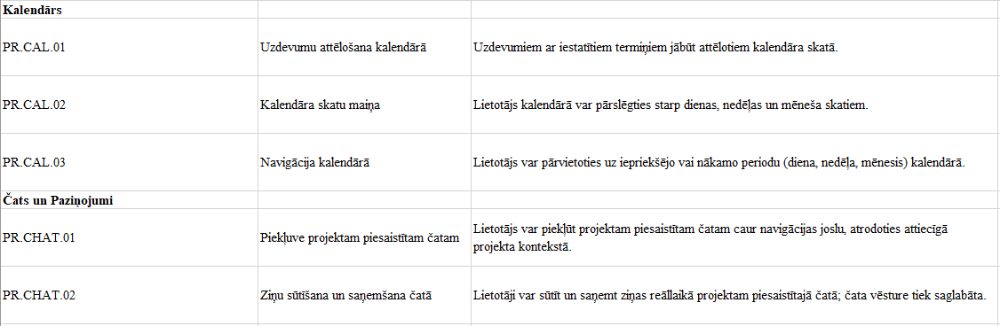 Kalendārs
PR.CAL.01 Uzdevumu attēlošana kalendārā Uzdevumiem ar iestatītiem termiņiem jābūt attēlotiem kalendāra skatā.
PR.CAL.02 Kalendāra skatu maiņa Lietotājs kalendārā var pārslēgties starp dienas, nedēļas un mēneša skatiem.
PR.CAL.03 Navigācija kalendārā Lietotājs var pārvietoties uz iepriekšējo vai nākamo periodu (diena, nedēļa, mēnesis) kalendārā.
Čats un Paziņojumi
PR.CHAT.01 Piekļuve projektam piesaistītam čatam Lietotājs var piekļūt projektam piesaistītam čatam caur navigācijas joslu, atrodoties attiecīgā
projekta kontekstā.
PR.CHAT.02 Ziņu sūtīšana un saņemšana čatā Lietotāji var sūtīt un saņemt ziņas reāllaikā projektam piesaistītajā čatā; čata vēsture tiek saglabāta.